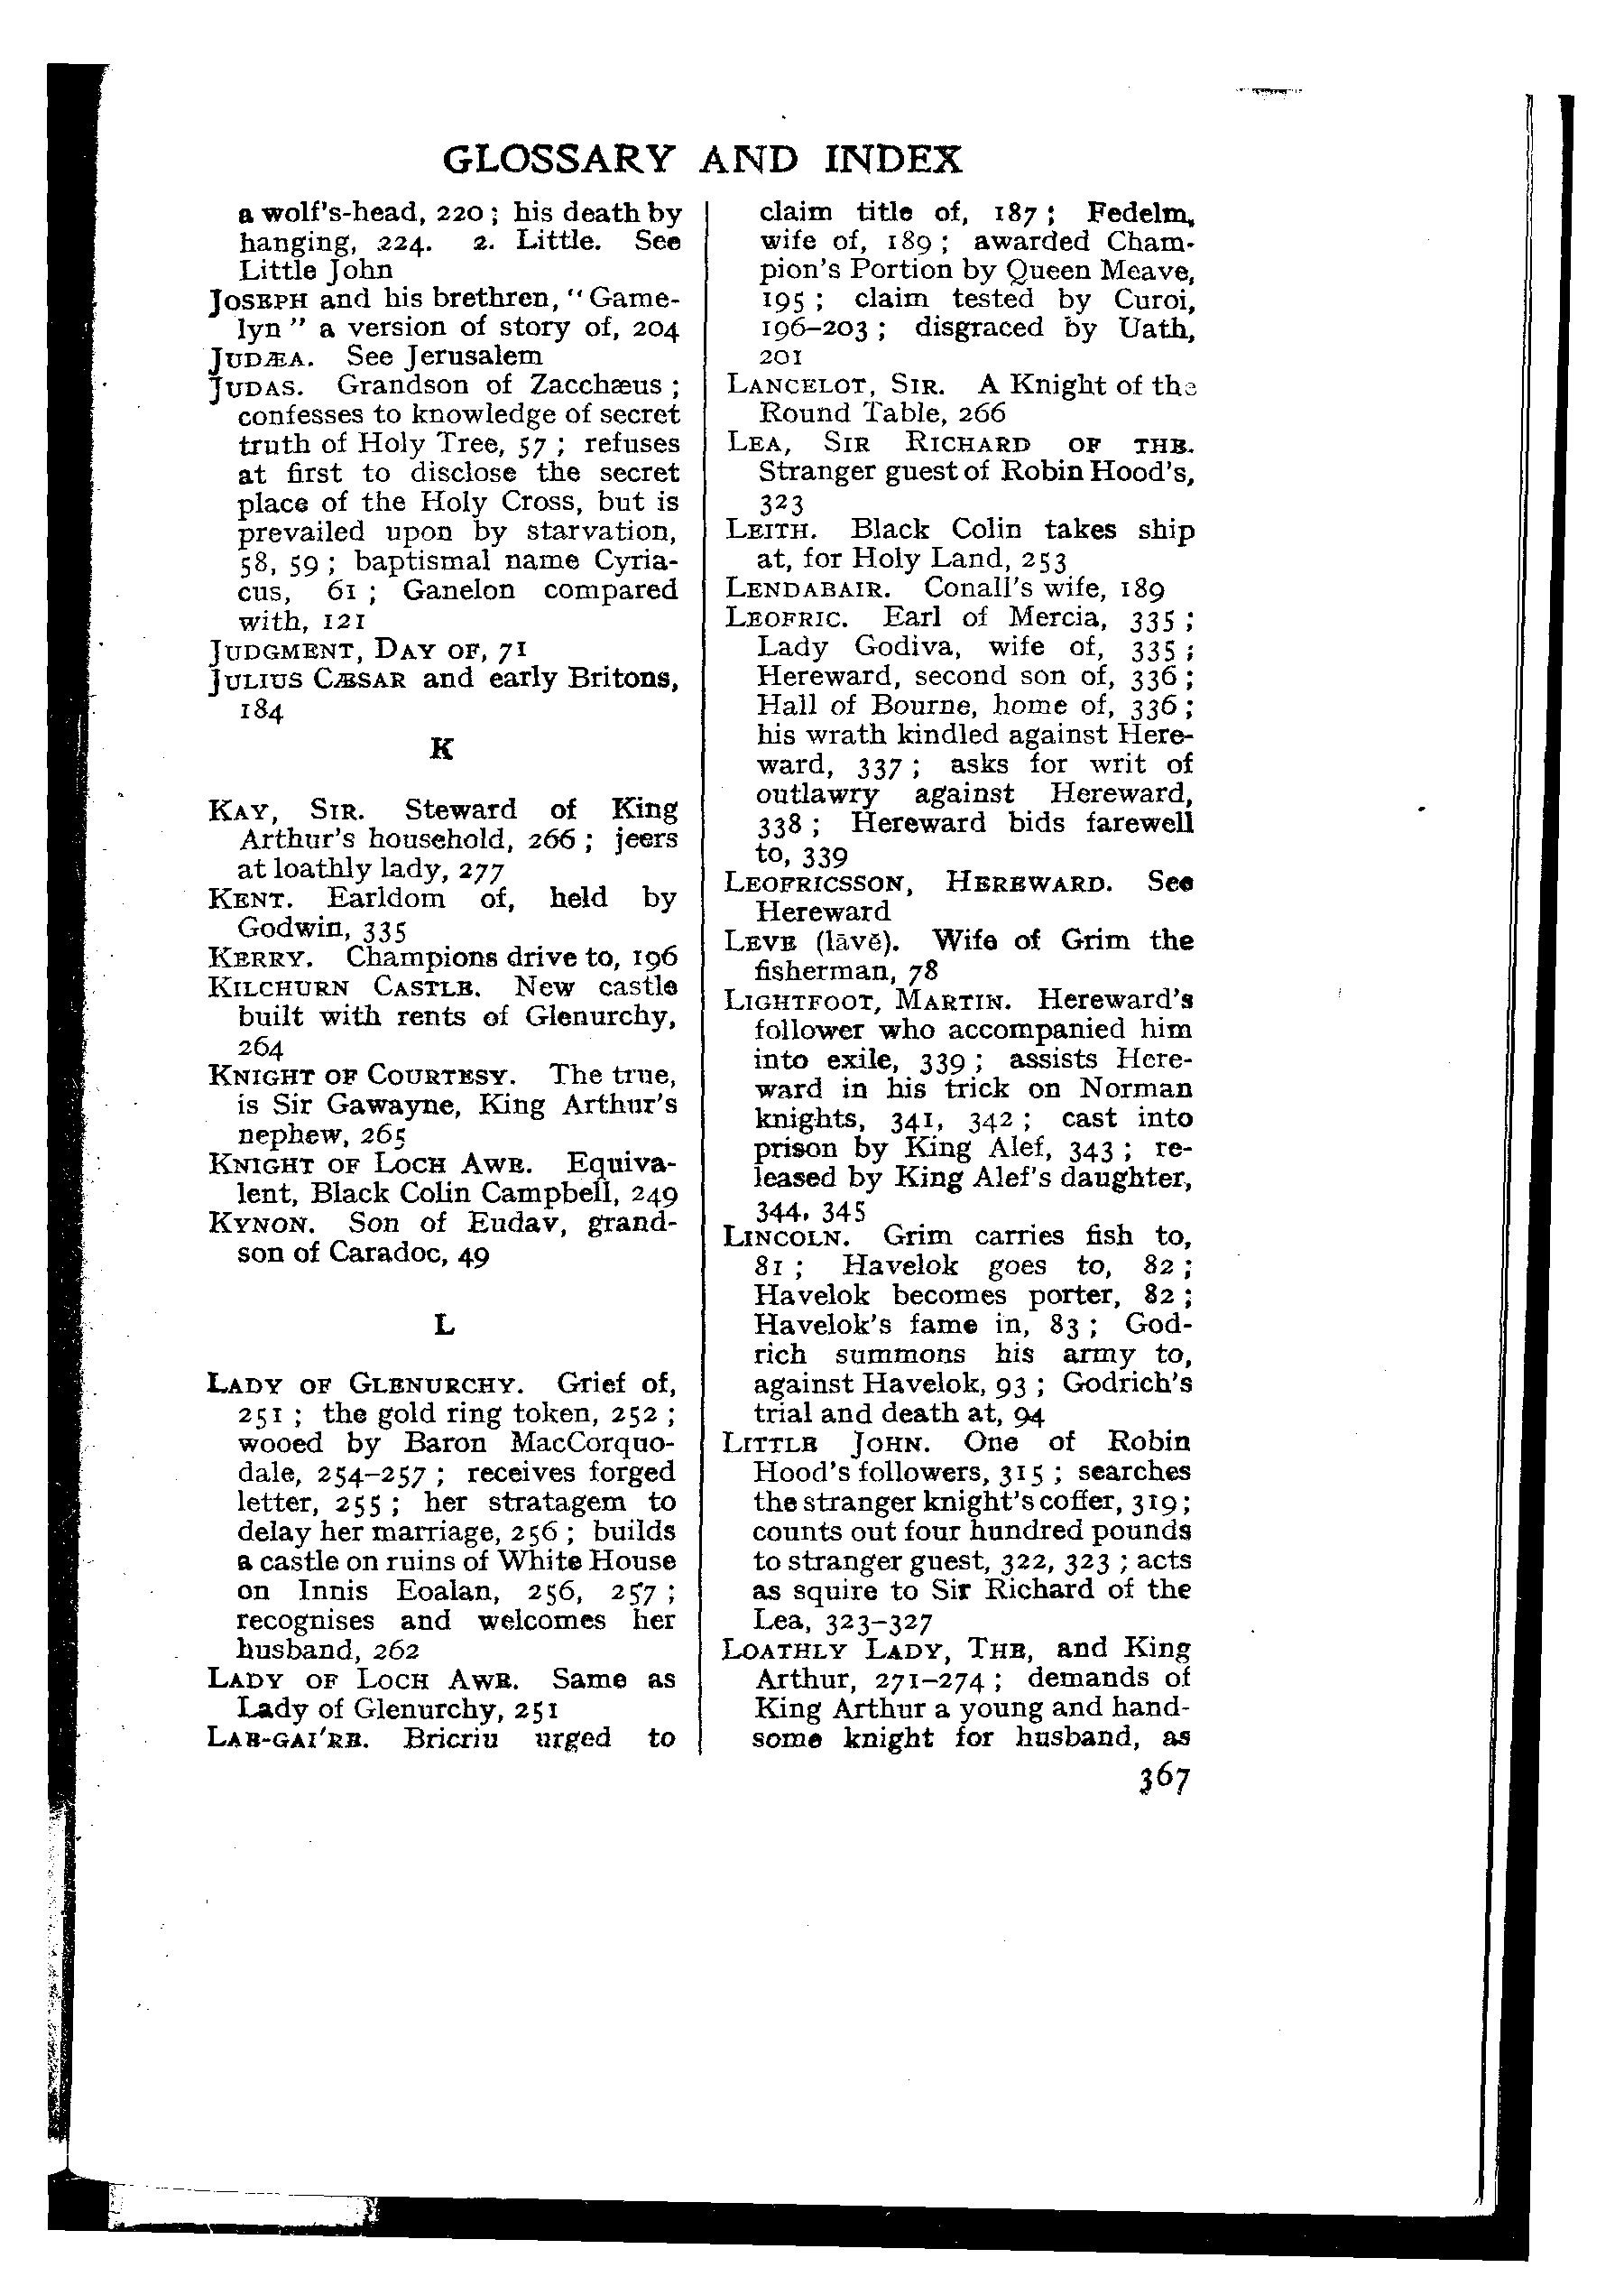 GLOSSARY AND INDEX
a wolf's-head, 220 ; his death by
hanging, 224. 2. Little. See
Little John
JOSEPH and his brethren, "Game-
lyn" a version of story of, 204
JUDÆA. See Jerusalem
JUDAS. Grandson of Zacchæus ;
confesses to knowledge of secret
truth of Holy Tree, 57 ; refuses
at first to disclose the secret
place of the Holy Cross, but is
prevailed upon by starvation,
58, 59 ; baptismal name Cyria-
cus, 61 ; Ganelon compared
with, 121
JUDGMENT, DAY OF, 71
JULIUS CÆSAR and early Britons,
184
K
KAY, SIR. Steward of King
Arthur's household, 266 ; jeers
at loathly lady, 277
KENT. Earldom of, held by
Godwin, 335
KERRY. Champions drive to, 196
KILCHURN CASTLE. New castle
built with rents of Glenurchy,
264
KNIGHT OF COURTESY. The true,
is Sir Gawayne, King Arthur's
nephew, 265
KNIGHT OF LOCH AWE. Equiva-
lent, Black Colin Campbell, 249
KYNON. Son of Eudav, grand-
son of Caradoc, 49
L
LADY OF GLENURCHY. Grief of,
251 ; the gold ring token, 252 ;
wooed by Baron MacCorquo-
dale, 254–257 ; receives forged
letter, 255 ; her stratagem to
delay her marriage, 256 ; builds
a castle on ruins of White House
on Innis Eoalan, 256, 257 ;
recognises and welcomes her
husband, 262
LADY OF LOCH AWE. Same as
Lady of Glenurchy, 251
LAE-GAI'RE. Bricriu urged to
claim title of, 187 ; Fedelm,
wife of, 189 ; awarded Cham-
pion's Portion by Queen Meave,
195 ; claim tested by Curoi,
196–203 ; disgraced by Uath,
201
LANCELOT, SIR. A Knight of the
Round Table, 266
LEA, SIR RICHARD OF THE.
Stranger guest of Robin Hood's,
323
LEITH. Black Colin takes ship
at, for Holy Land, 253
LENDABAIR. Conall's wife, 189
LEOFRIC. Earl of Mercia, 335 ;
Lady Godiva, wife of, 335 ;
Hereward, second son of, 336 ;
Hall of Bourne, home of, 336 ;
his wrath kindled against Here-
ward, 337 ; asks for writ of
outlawry against Hereward,
338 ; Hereward bids farewell
to, 339
LEOFRICSSON, HEREWARD. See
Hereward
LEVE (lāvĕ). Wife of Grim the
fisherman, 78
LIGHTFOOT, MARTIN. Hereward's
follower who accompanied him
into exile, 339 ; assists Here-
ward in his trick on Norman
knights, 341, 342 ; cast into
prison by King Alef, 343 ; re-
leased by King Alef's daughter,
344, 345
LINCOLN. Grim carries fish to,
81 ; Havelok goes to, 82 ;
Havelok becomes porter, 82 ;
Havelok's fame in, 83 ; God-
rich summons his army to,
against Havelok, 93 ; Godrich's
trial and death at, 94
LITTLE JOHN. One of Robin
Hood's followers, 315 ; searches
the stranger knight's coffer, 319 ;
counts out four hundred pounds
to stranger guest, 322, 323 ; acts
as squire to Sir Richard of the
Lea, 323–327
LOATHLY LADY, THE, and King
Arthur, 271–274 ; demands of
King Arthur a young and hand-
some knight for husband, as
367